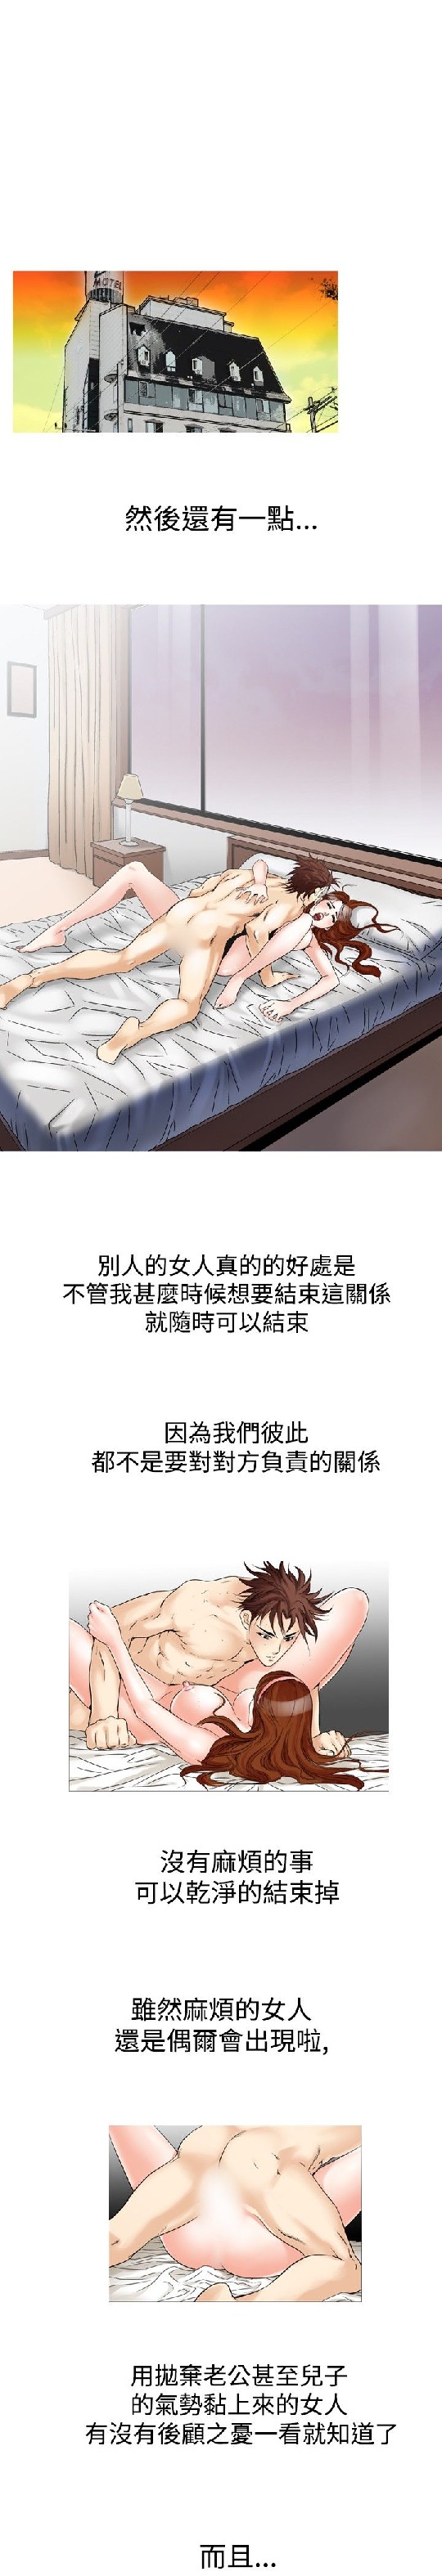 MOTEL
然後還有一點...
別人的女人真的的好處是
不管我甚麼時候想要結束這關係
就隨時可以結束
因為我們彼此
都不是要對對方負責的關係
沒有麻煩的事
可以乾淨的結束掉
雖然麻煩的女人
還是偶爾會出現啦,
用拋棄老公甚至兒子
的氣勢黏上來的女人
有沒有後顧之憂一看就知道了
而且...